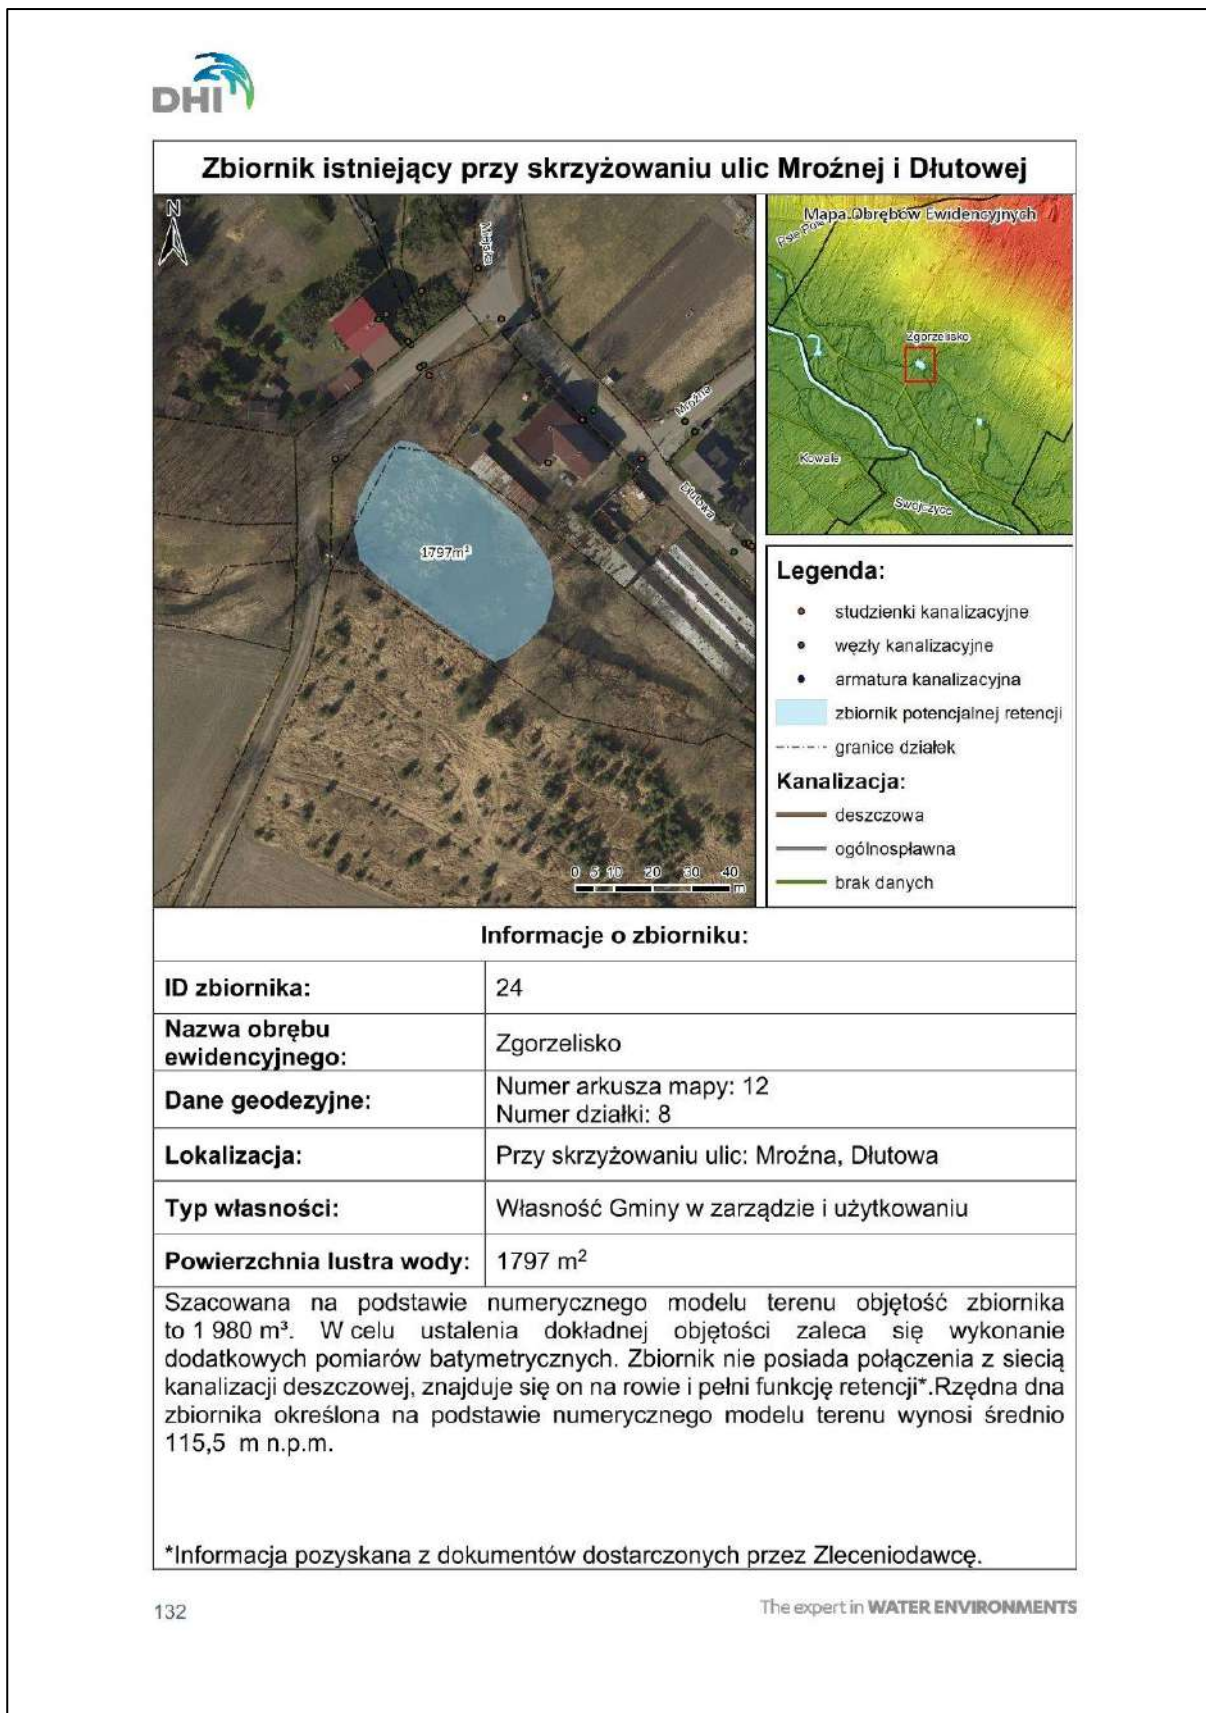 DHI
Zbiornik istniejący przy skrzyżowaniu ulic Mroźnej i Dłutowej
N
Miejska
Mroźna
Dłutowa
1797m²
0 5 10 20 30 40
m
Mapa Obrębów Ewidencyjnych
Psie Pole
Zgorzelisko
Kowale
Swojczyce
Legenda:
studzienki kanalizacyjne
węzły kanalizacyjne
armatura kanalizacyjna
zbiornik potencjalnej retencji
granice działek
Kanalizacja:
deszczowa
ogólnospławna
brak danych
Informacje o zbiorniku:
ID zbiornika: 24
Nazwa obrębu
ewidencyjnego: Zgorzelisko
Dane geodezyjne: Numer arkusza mapy: 12
Numer działki: 8
Lokalizacja: Przy skrzyżowaniu ulic: Mroźna, Dłutowa
Typ własności: Własność Gminy w zarządzie i użytkowaniu
Powierzchnia lustra wody: 1797 m²
Szacowana na podstawie numerycznego modelu terenu objętość zbiornika
to 1 980 m³. W celu ustalenia dokładnej objętości zaleca się wykonanie
dodatkowych pomiarów batymetrycznych. Zbiornik nie posiada połączenia z siecią
kanalizacji deszczowej, znajduje się on na rowie i pełni funkcję retencji*.Rzędna dna
zbiornika określona na podstawie numerycznego modelu terenu wynosi średnio
115,5 m n.p.m.
*Informacja pozyskana z dokumentów dostarczonych przez Zleceniodawcę.
132
The expert in WATER ENVIRONMENTS